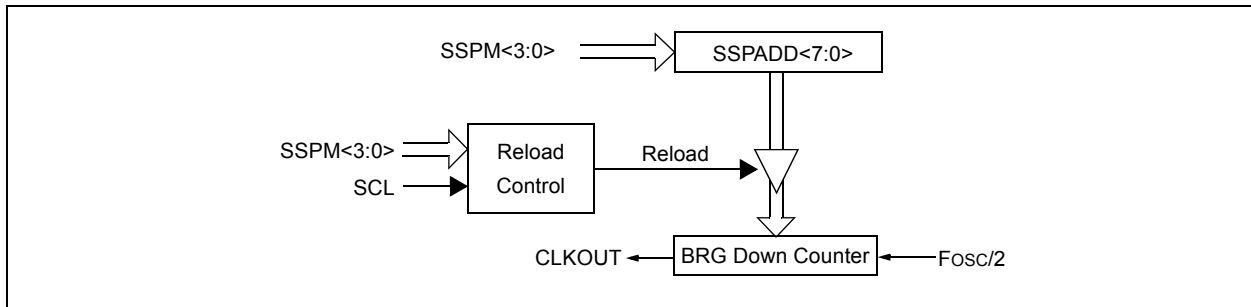 SSPM<3:0>
SSPADD<7:0>
SSPM<3:0>
SCL
Reload
Control
Reload
CLKOUT
BRG Down Counter
FOSC/2